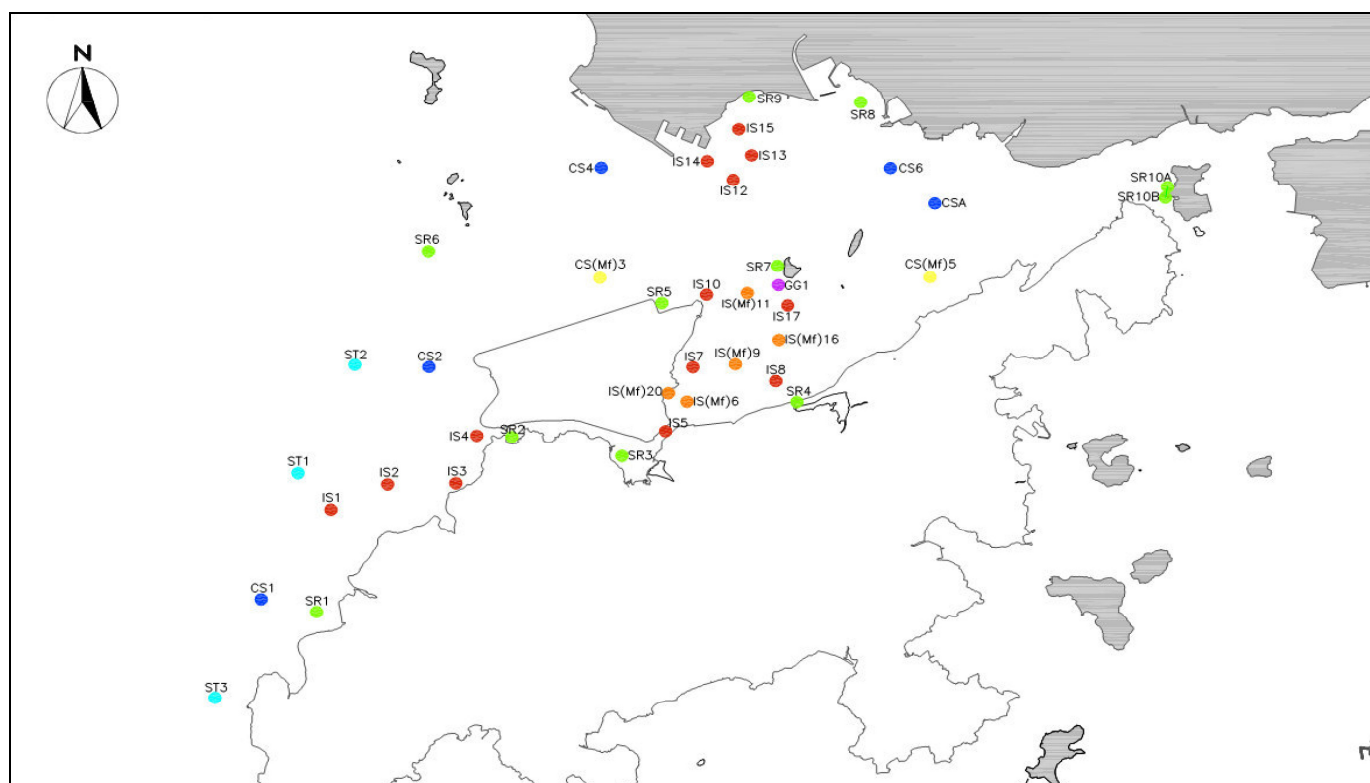 N
SR9
SR8
IS15
IS13
IS14
CS4
CS6
IS12
SR10A
SR10B
CSA
SR6
CS(Mf)3
SR7
CS(Mf)5
GG1
IS10
SR5
IS(Mf)11
IS17
IS(Mf)16
ST2
CS2
IS7
IS(Mf)9
IS8
IS(Mf)20
IS(Mf)6
SR4
IS5
IS4
SR2
SR3
ST1
IS2
IS3
IS1
CS1
SR1
ST3